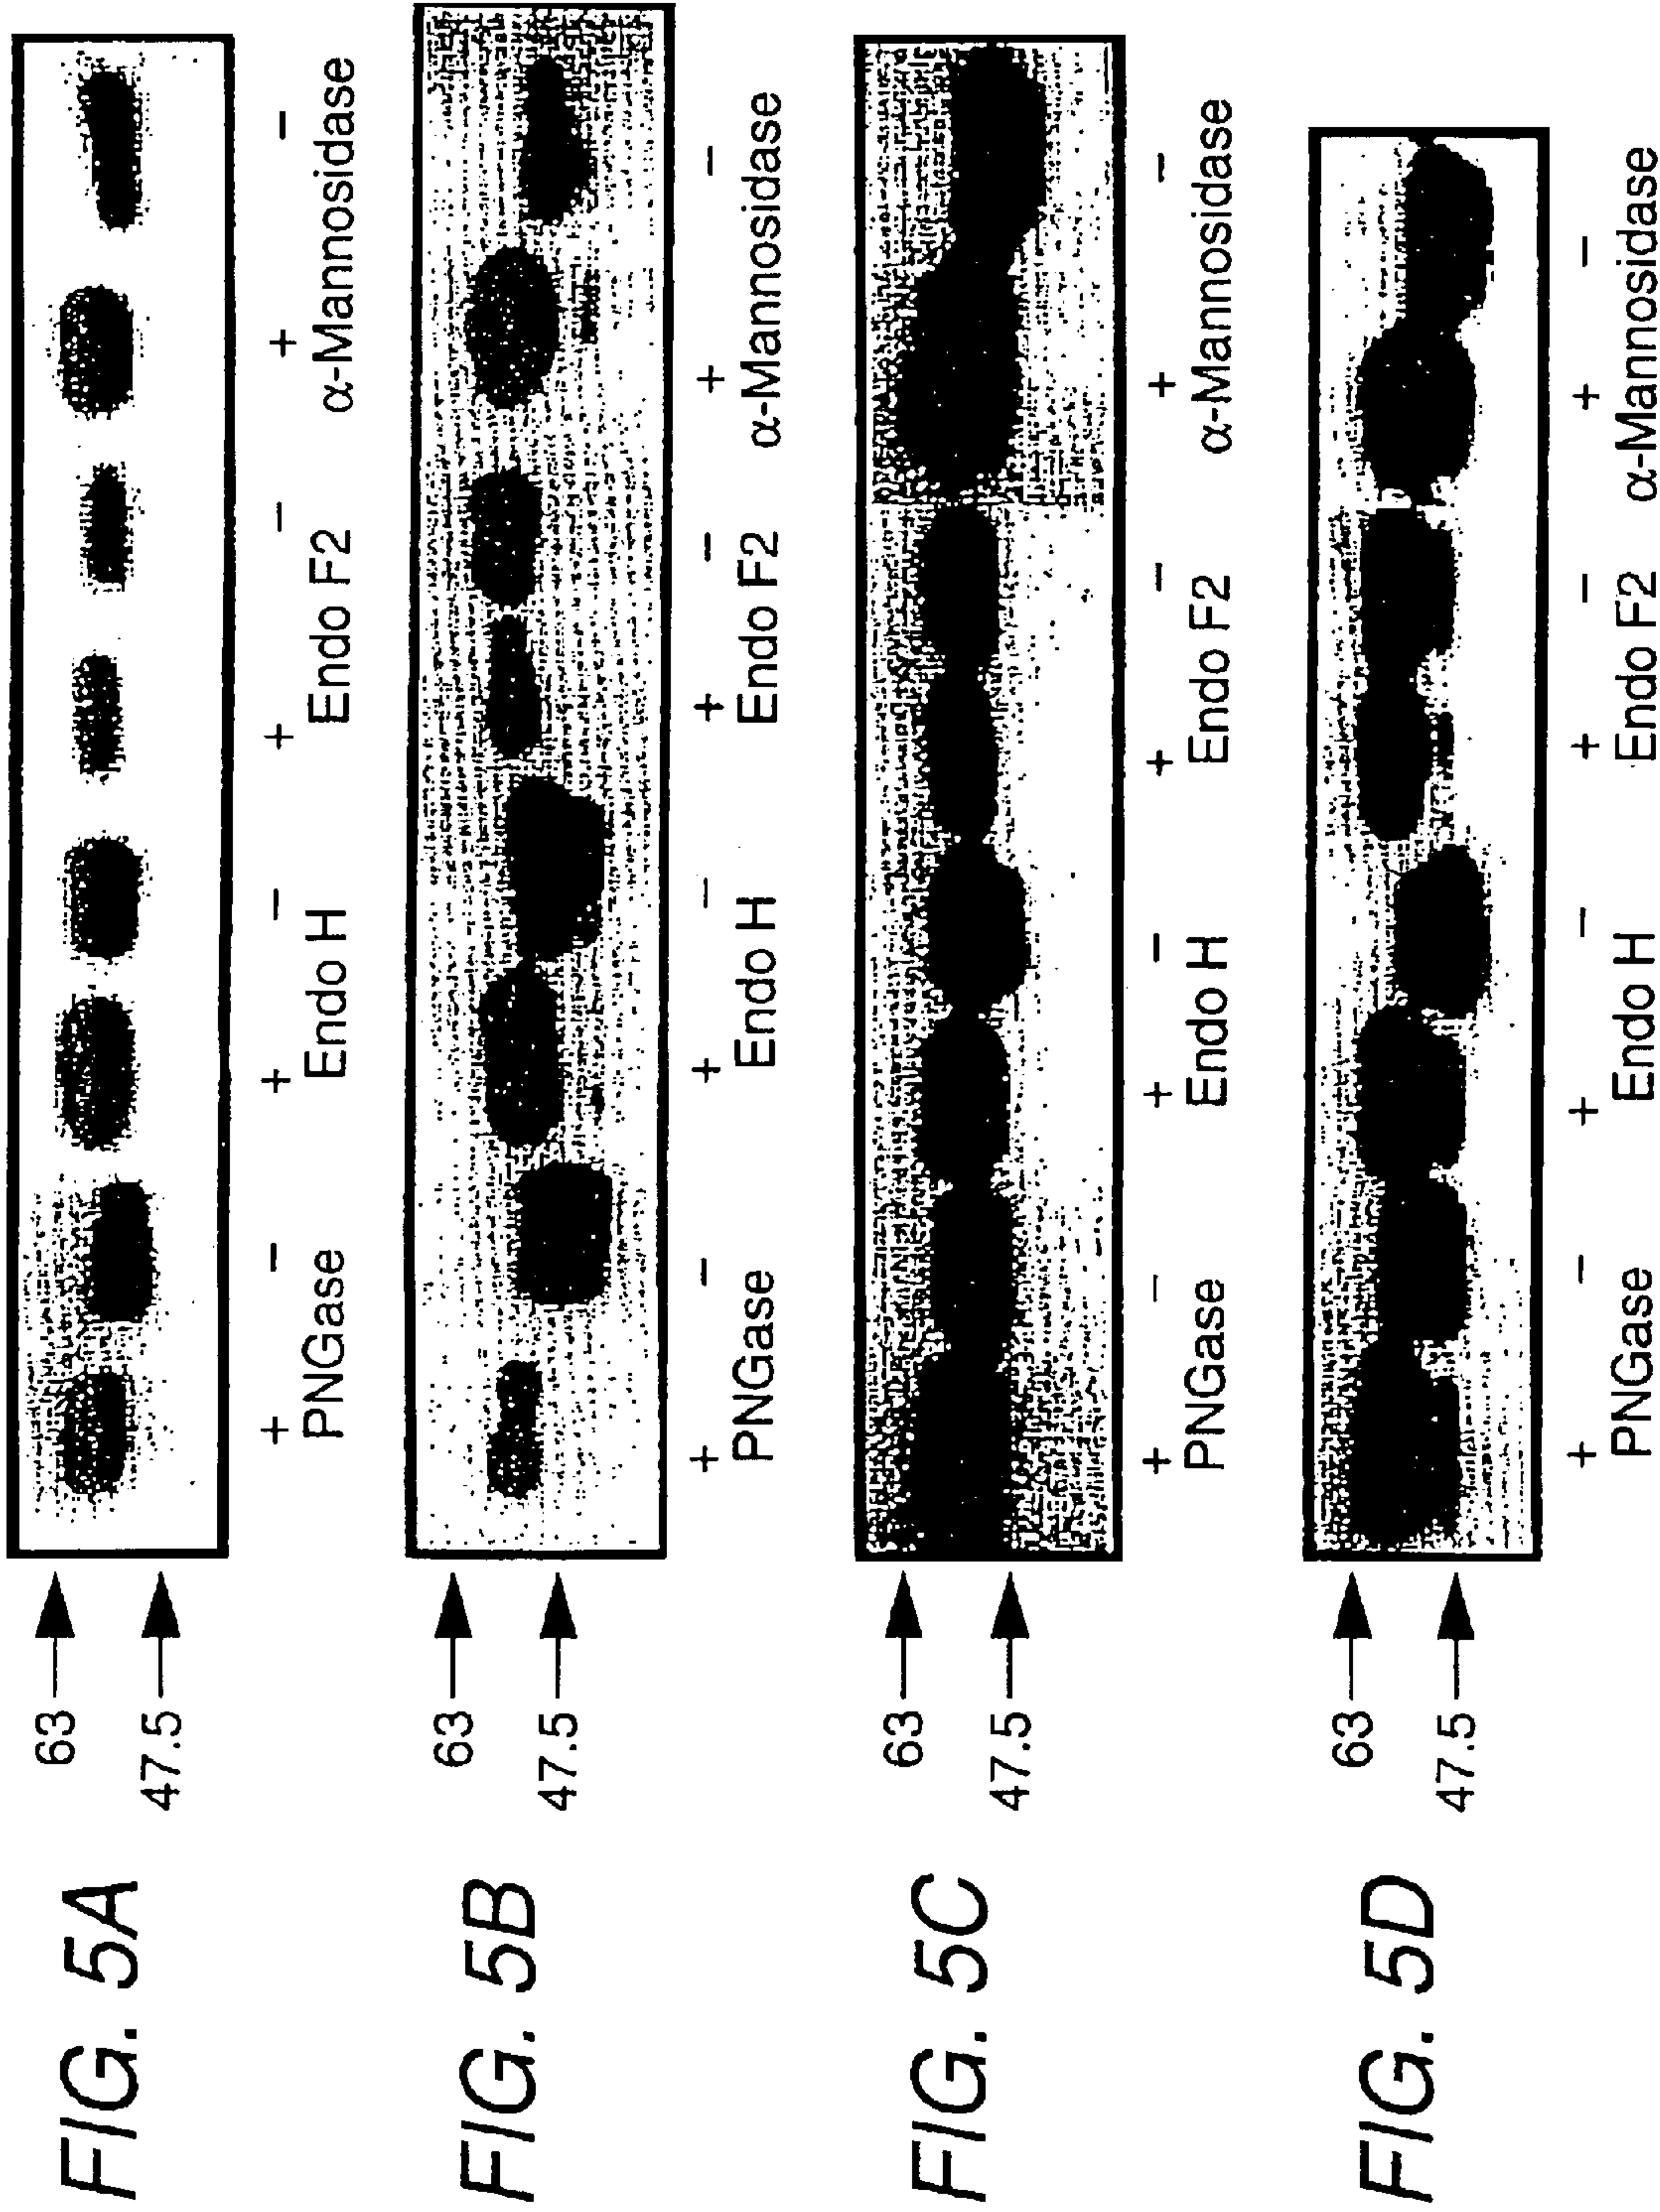 FIG. 5A
63
47.5
+ − + − + − + −
PNGase Endo H Endo F2 α-Mannosidase
FIG. 5B
63
47.5
+ − + − + − + −
PNGase Endo H Endo F2 α-Mannosidase
FIG. 5C
63
47.5
+ − + − + − + −
PNGase Endo H Endo F2 α-Mannosidase
FIG. 5D
63
47.5
+ − + − + − + −
PNGase Endo H Endo F2 α-Mannosidase